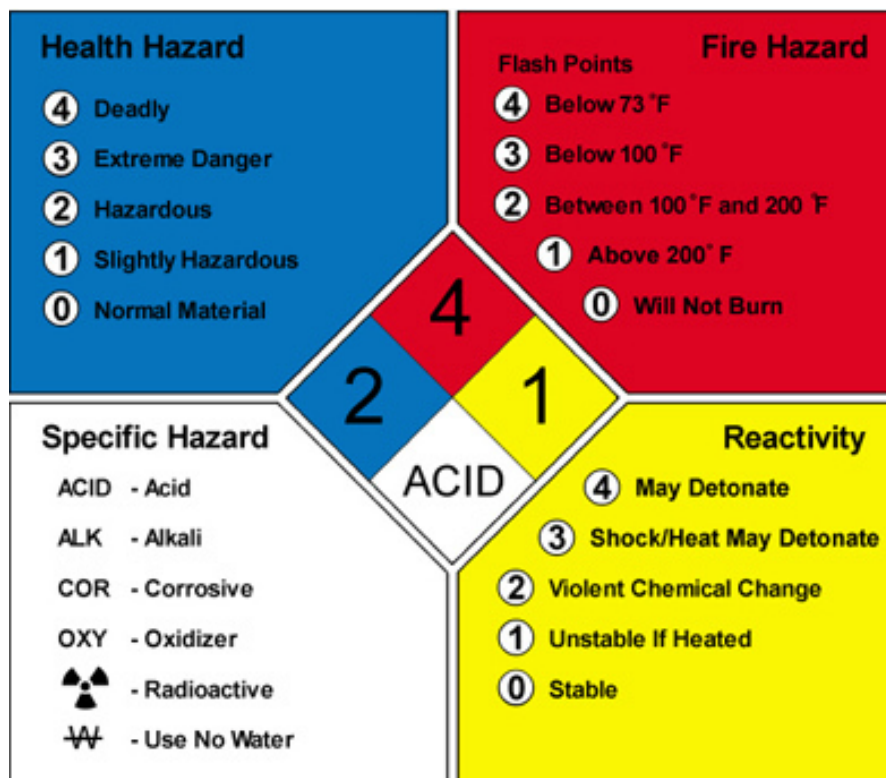 Health Hazard
4 Deadly
3 Extreme Danger
2 Hazardous
1 Slightly Hazardous
0 Normal Material
Fire Hazard
Flash Points
4 Below 73 °F
3 Below 100 °F
2 Between 100 °F and 200 °F
1 Above 200° F
0 Will Not Burn
4
2
1
ACID
Specific Hazard
ACID - Acid
ALK - Alkali
COR - Corrosive
OXY - Oxidizer
- Radioactive
W - Use No Water
Reactivity
4 May Detonate
3 Shock/Heat May Detonate
2 Violent Chemical Change
1 Unstable If Heated
0 Stable